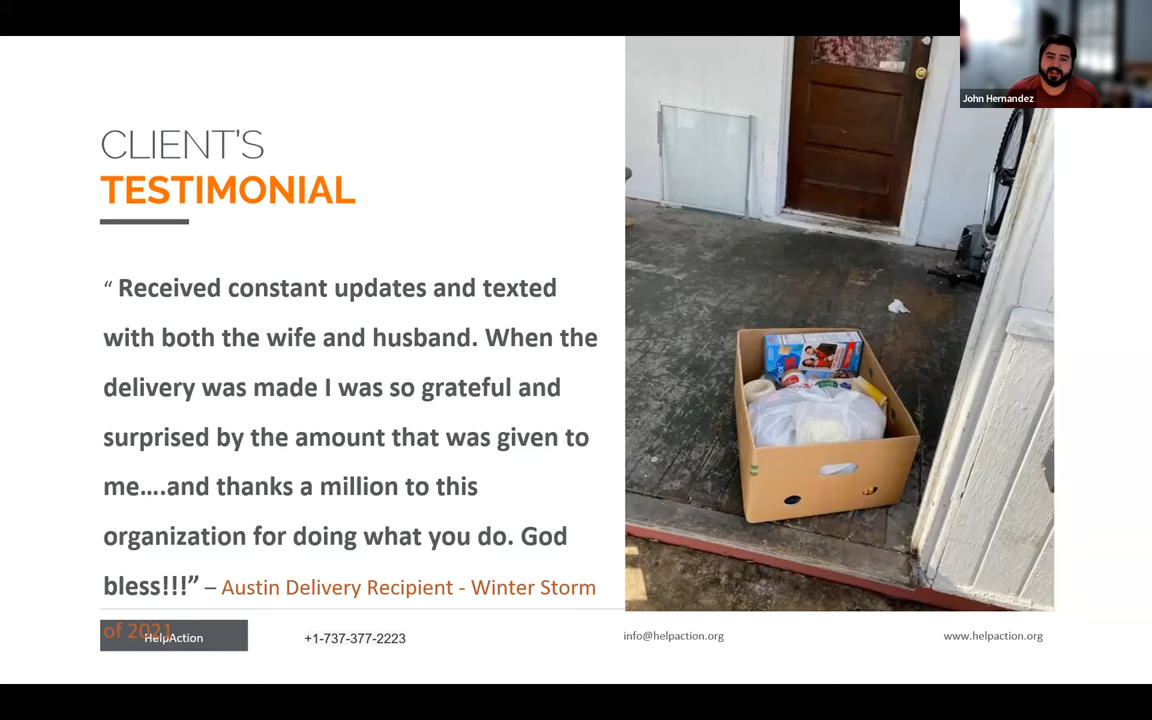 John Hernandez
CLIENT'S
TESTIMONIAL
“ Received constant updates and texted
with both the wife and husband. When the
delivery was made I was so grateful and
surprised by the amount that was given to
me….and thanks a million to this
organization for doing what you do. God
bless!!!” – Austin Delivery Recipient - Winter Storm
of 2021
HelpAction
+1-737-377-2223
info@helpaction.org
www.helpaction.org